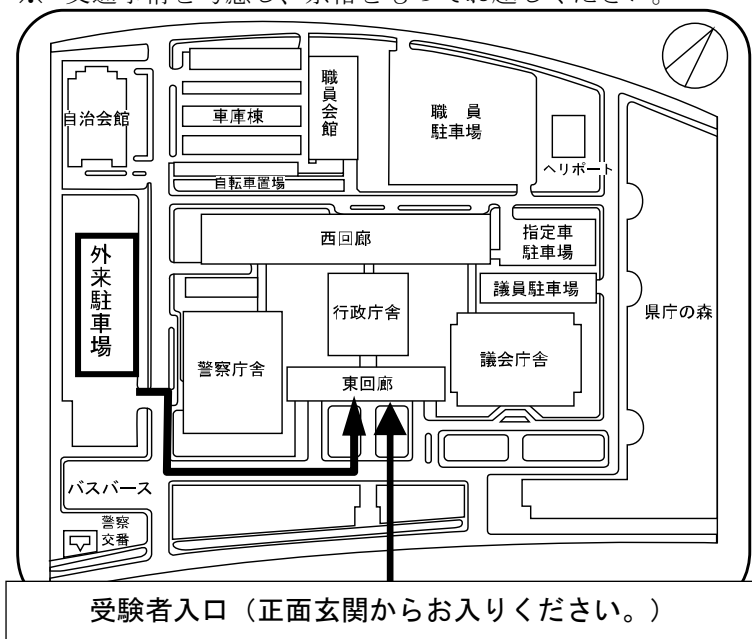 ※　交通事情を考慮し、余裕をもってお越しください。
自治会館
車庫棟
職員会館
職　員
駐車場
ヘリポート
自転車置場
西回廊
指定車
駐車場
議員駐車場
外来駐車場
行政庁舎
県庁の森
警察庁舎
議会庁舎
東回廊
バスバース
警察
交番
受験者入口（正面玄関からお入りください。）